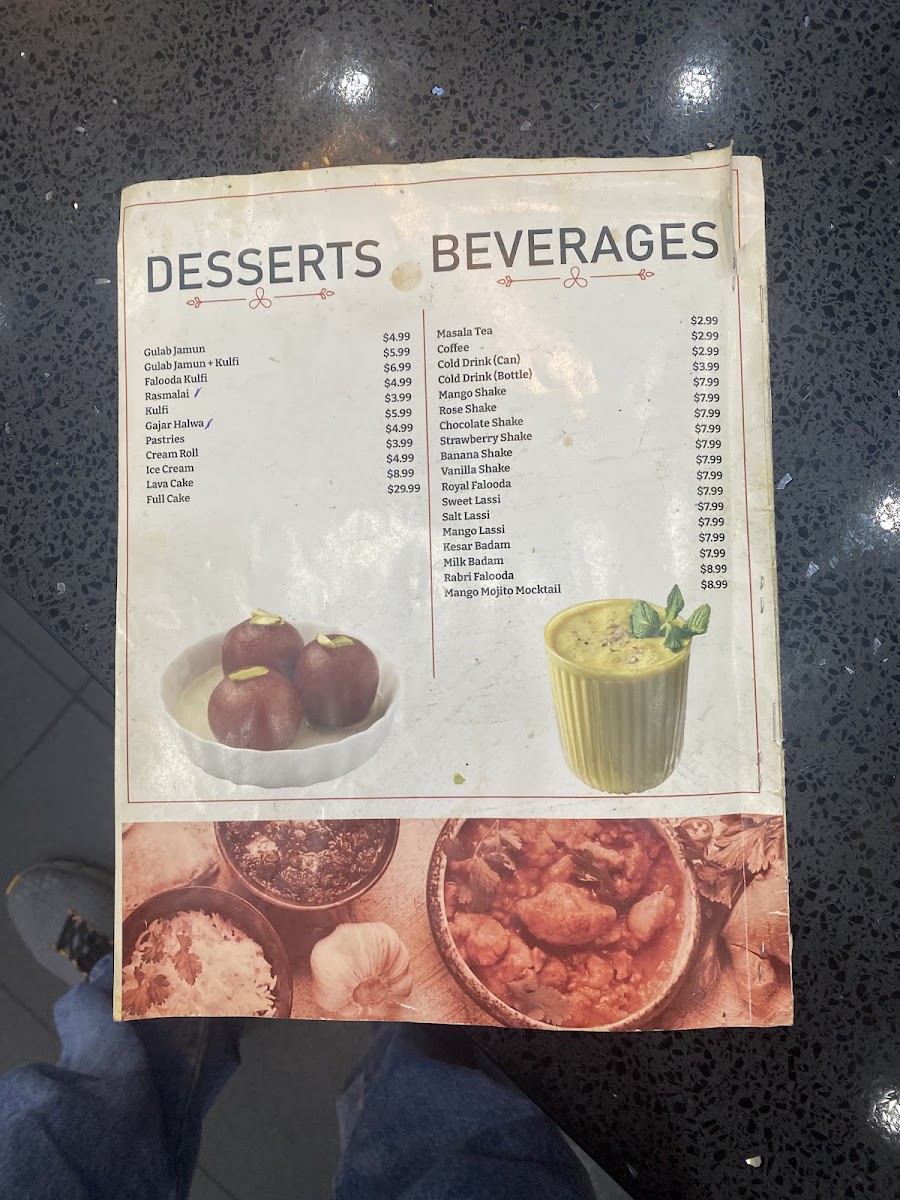 DESSERTS
Gulab Jamun $4.99
Gulab Jamun + Kulfi $5.99
Falooda Kulfi $6.99
Rasmalai $4.99
Kulfi $3.99
Gajar Halwa $5.99
Pastries $4.99
Cream Roll $3.99
Ice Cream $4.99
Lava Cake $8.99
Full Cake $29.99
BEVERAGES
Masala Tea $2.99
Coffee $2.99
Cold Drink (Can) $2.99
Cold Drink (Bottle) $3.99
Mango Shake $7.99
Rose Shake $7.99
Chocolate Shake $7.99
Strawberry Shake $7.99
Banana Shake $7.99
Vanilla Shake $7.99
Royal Falooda $7.99
Sweet Lassi $7.99
Salt Lassi $7.99
Mango Lassi $7.99
Kesar Badam $7.99
Milk Badam $7.99
Rabri Falooda $8.99
Mango Mojito Mocktail $8.99